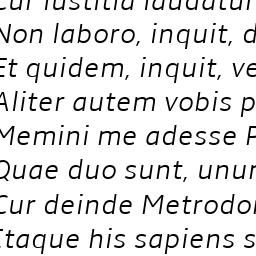 Cur iustitia laudatur
Non laboro, inquit, d
Et quidem, inquit, ve
Aliter autem vobis p
Memini me adesse P
Quae duo sunt, unur
Cur deinde Metrodor
Itaque his sapiens s